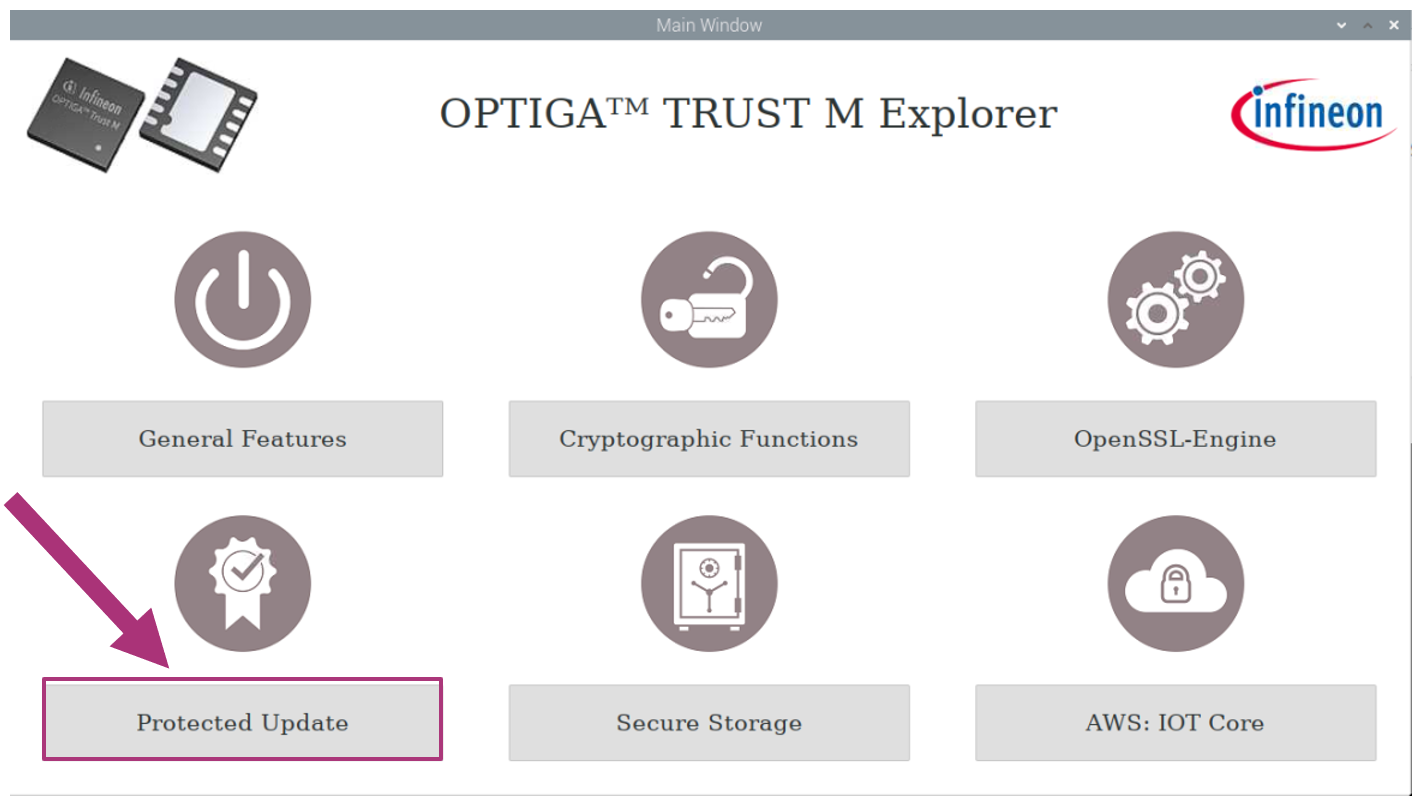 Main Window
Infineon
OPTIGA™ Trust M
OPTIGA™ TRUST M Explorer
infineon
General Features
Cryptographic Functions
OpenSSL-Engine
Protected Update
Secure Storage
AWS: IOT Core